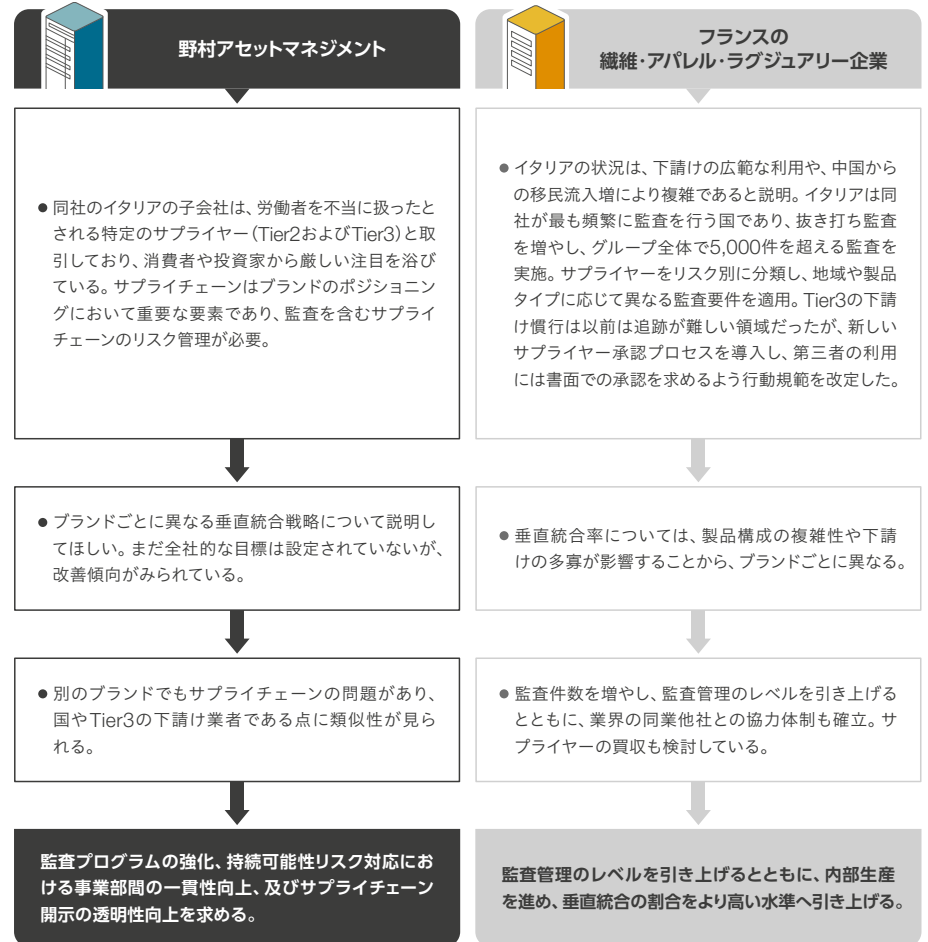 野村アセットマネジメント
フランスの
繊維・アパレル・ラグジュアリー企業
● 同社のイタリアの子会社は、労働者を不当に扱ったと
される特定のサプライヤー（Tier2およびTier3）と取
引しており、消費者や投資家から厳しい注目を浴び
ている。サプライチェーンはブランドのポジショニン
グにおいて重要な要素であり、監査を含むサプライ
チェーンのリスク管理が必要。
● イタリアの状況は、下請けの広範な利用や、中国から
の移民流入増により複雑であると説明。イタリアは同
社が最も頻繁に監査を行う国であり、抜き打ち監査
を増やし、グループ全体で5,000件を超える監査を
実施。サプライヤーをリスク別に分類し、地域や製品
タイプに応じて異なる監査要件を適用。Tier3の下請
け慣行は以前は追跡が難しい領域だったが、新しい
サプライヤー承認プロセスを導入し、第三者の利用
には書面での承認を求めるよう行動規範を改定した。
● ブランドごとに異なる垂直統合戦略について説明し
てほしい。まだ全社的な目標は設定されていないが、
改善傾向がみられている。
● 垂直統合率については、製品構成の複雑性や下請
けの多寡が影響することから、ブランドごとに異なる。
● 別のブランドでもサプライチェーンの問題があり、
国やTier3の下請け業者である点に類似性が見ら
れる。
● 監査件数を増やし、監査管理のレベルを引き上げる
とともに、業界の同業他社との協力体制も確立。サ
プライヤーの買収も検討している。
監査プログラムの強化、持続可能性リスク対応にお
ける事業部間の一貫性向上、及びサプライチェーン
開示の透明性向上を求める。
監査管理のレベルを引き上げるとともに、内部生産
を進め、垂直統合の割合をより高い水準へ引き上げる。